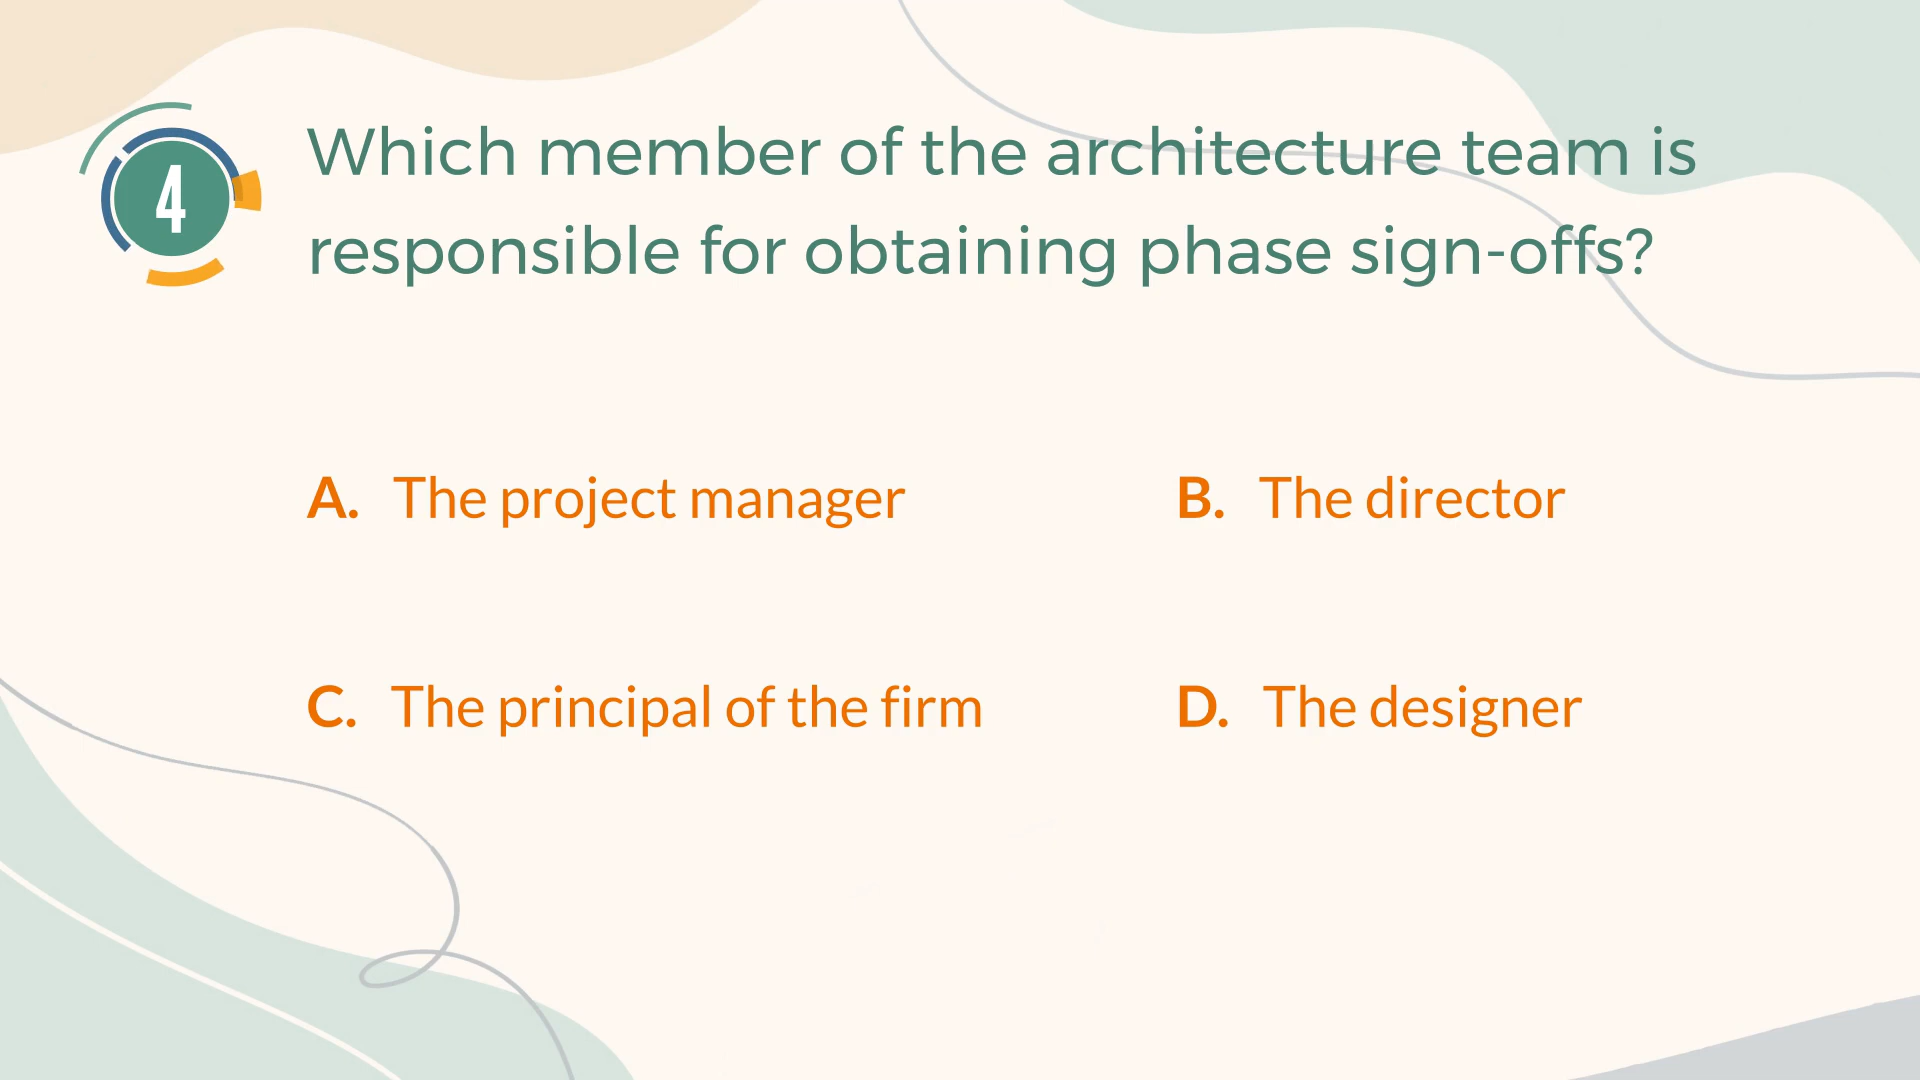 4
Which member of the architecture team is
responsible for obtaining phase sign-offs?
A. The project manager
B. The director
C. The principal of the firm
D. The designer